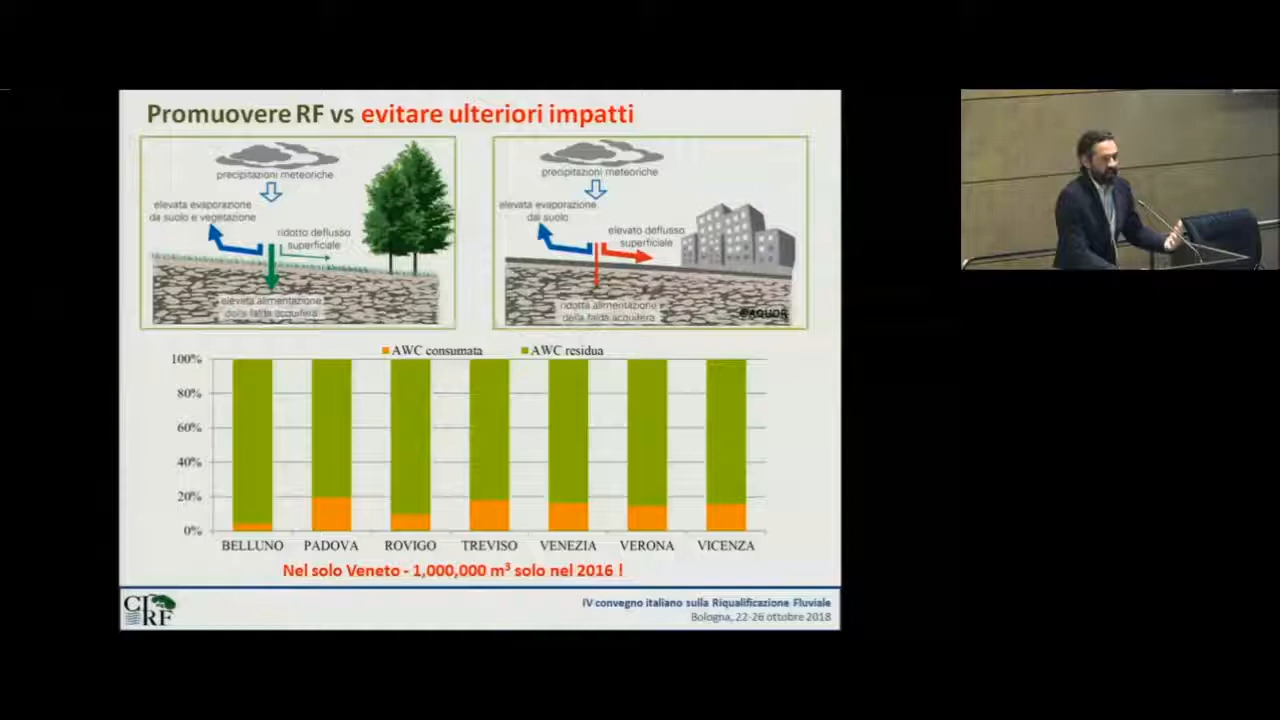 Promuovere RF vs evitare ulteriori impatti
precipitazioni meteoriche
elevata evaporazione
da suolo e vegetazione
ridotto deflusso
superficiale
elevata alimentazione
della falda acquifera
precipitazioni meteoriche
elevata evaporazione
dal suolo
elevato deflusso
superficiale
ridotta alimentazione
della falda acquifera
©AQUOR
AWC consumata
AWC residua
100%
80%
60%
40%
20%
0%
BELLUNO PADOVA ROVIGO TREVISO VENEZIA VERONA VICENZA
Nel solo Veneto - 1,000,000 m³ solo nel 2016 !
CIRF
IV convegno italiano sulla Riqualificazione Fluviale
Bologna, 22-26 ottobre 2018